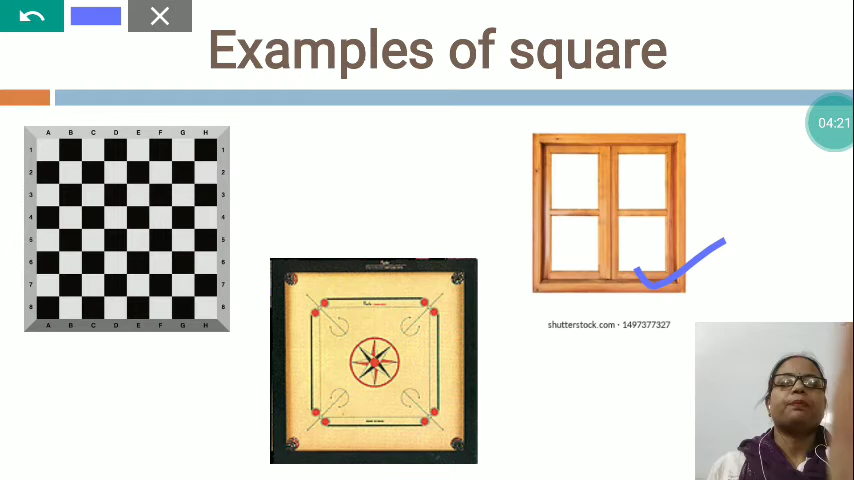 Examples of square
04:21
A B C D E F G H
1 1
2 2
3 3
4 4
5 5
6 6
7 7
8 8
A B C D E F G H
shutterstock.com · 1497377327